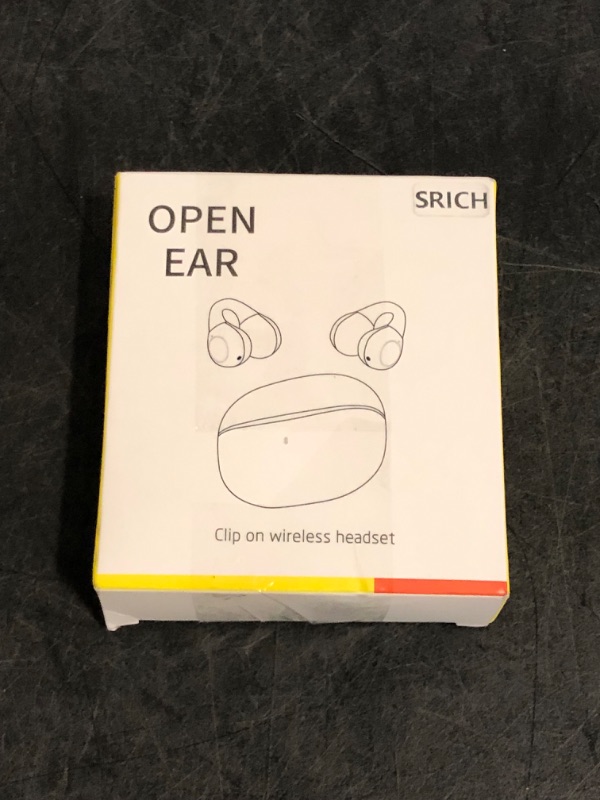 SRICH
OPEN
EAR
Clip on wireless headset